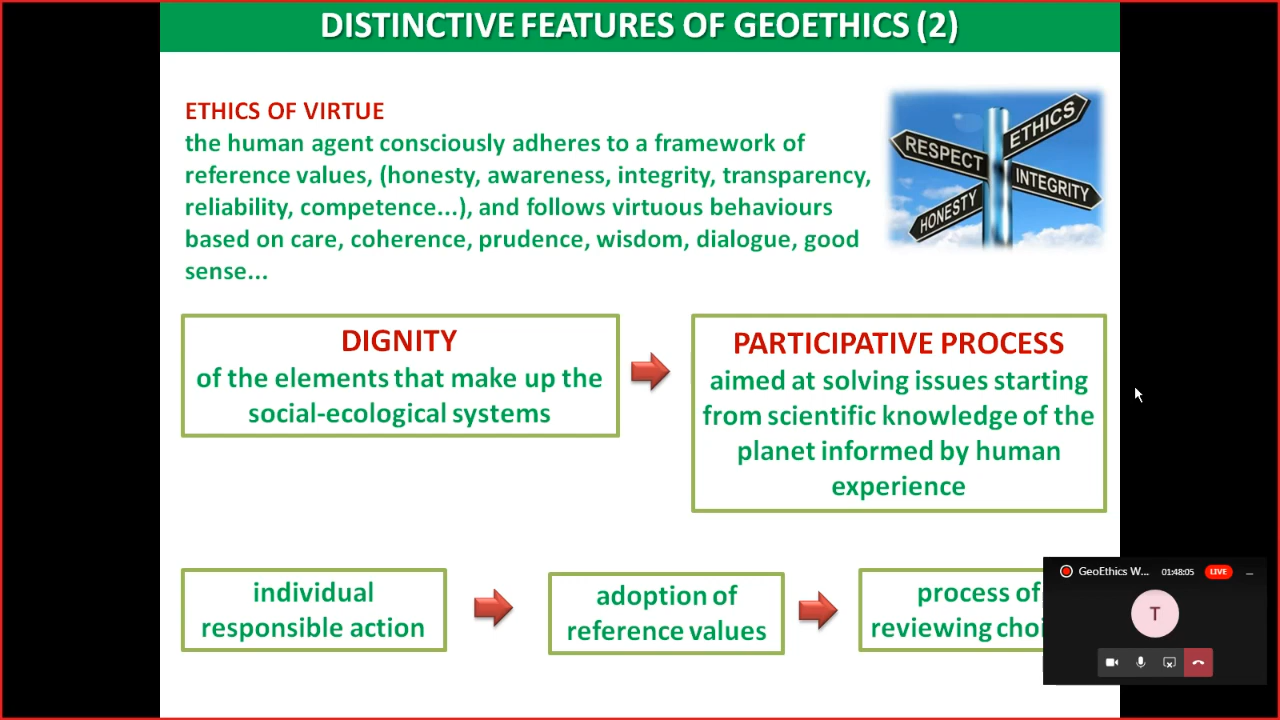 DISTINCTIVE FEATURES OF GEOETHICS (2)
ETHICS OF VIRTUE
the human agent consciously adheres to a framework of
reference values, (honesty, awareness, integrity, transparency,
reliability, competence...), and follows virtuous behaviours
based on care, coherence, prudence, wisdom, dialogue, good
sense...
ETHICS
RESPECT
INTEGRITY
HONESTY
DIGNITY
of the elements that make up the
social-ecological systems
PARTICIPATIVE PROCESS
aimed at solving issues starting
from scientific knowledge of the
planet informed by human
experience
individual
responsible action
adoption of
reference values
process of
reviewing
GeoEthics W... 01:48:05 LIVE
T